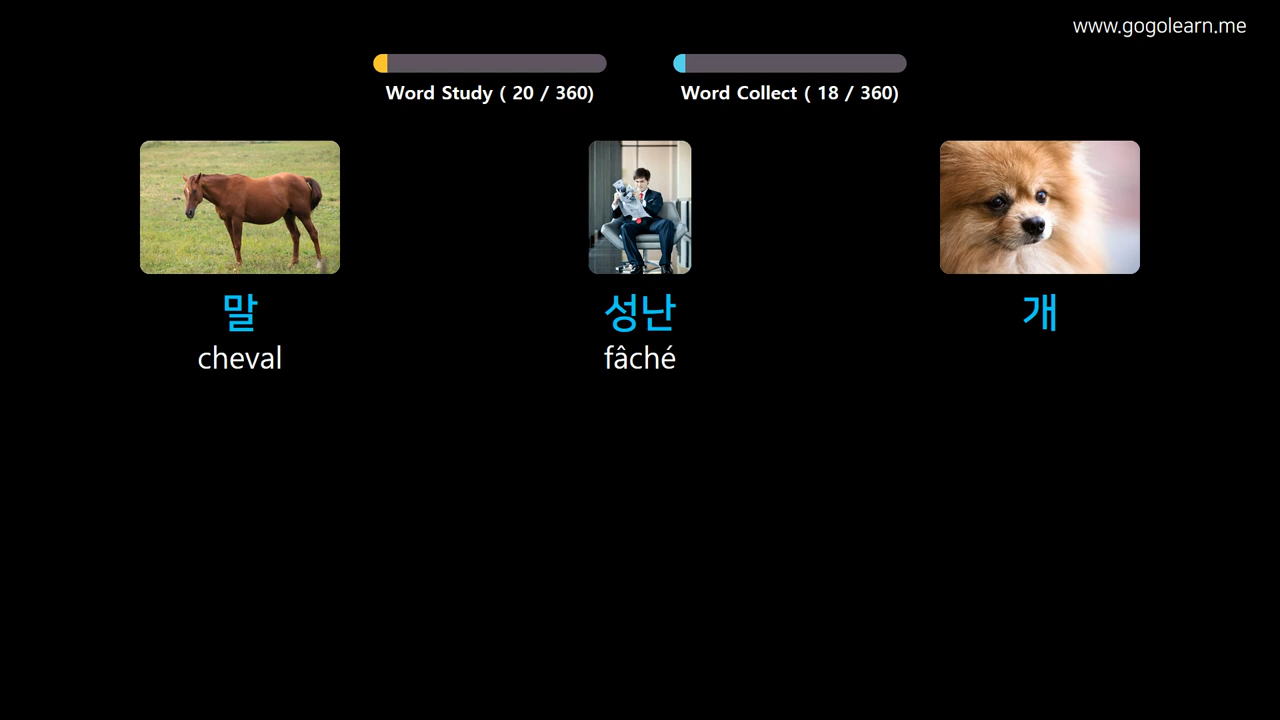 www.gogolearn.me
Word Study ( 20 / 360)
Word Collect ( 18 / 360)
말
성난
개
cheval
fâché